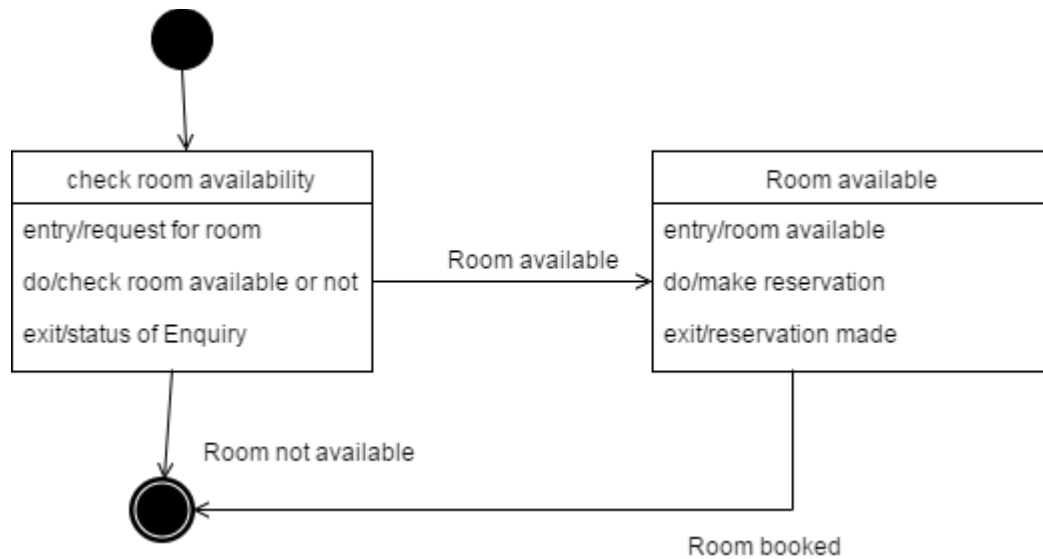 check room availability
entry/request for room
do/check room available or not
exit/status of Enquiry
Room available
Room available
entry/room available
do/make reservation
exit/reservation made
Room not available
Room booked